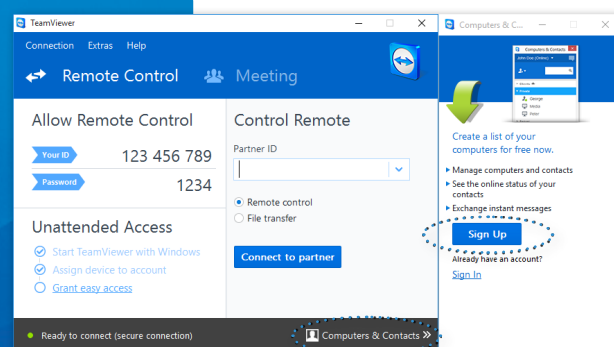 TeamViewer
Connection Extras Help
Remote Control
Meeting
Allow Remote Control
Your ID
123 456 789
Password
1234
Unattended Access
Start TeamViewer with Windows
Assign device to account
Grant easy access
Control Remote
Partner ID
Remote control
File transfer
Connect to partner
Ready to connect (secure connection)
Computers & Contacts
Computers & C...
Computers & Contacts
John Doe (Online)
George
Create a list of your
computers for free now.
Manage computers and contacts
See the online status of your
contacts
Exchange instant messages
Sign Up
Already have an account?
Sign In